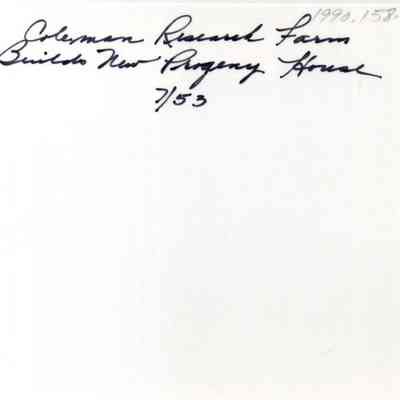 1990.158.
Coleman Research Farm
Builds New Progeny House
7/53